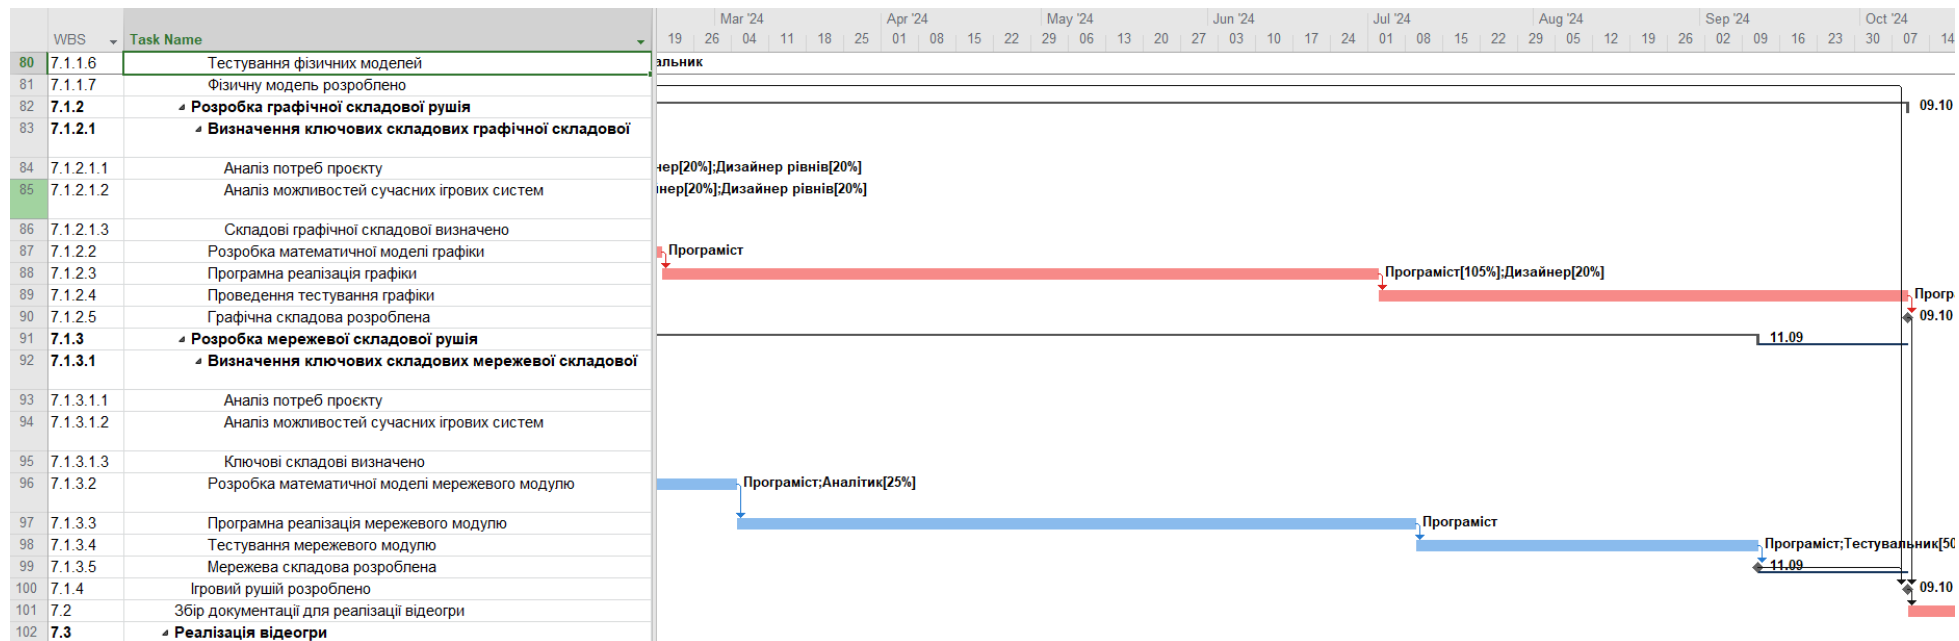 Mar '24 Apr '24 May '24 Jun '24 Jul '24 Aug '24 Sep '24 Oct '24
WBS Task Name 19 26 04 11 18 25 01 08 15 22 29 06 13 20 27 03 10 17 24 01 08 15 22 29 05 12 19 26 02 09 16 23 30 07 14
80 7.1.1.6 Тестування фізичних моделей альник
81 7.1.1.7 Фізичну модель розроблено
82 7.1.2 Розробка графічної складової рушія 09.10
83 7.1.2.1 Визначення ключових складових графічної складової
84 7.1.2.1.1 Аналіз потреб проєкту нер[20%];Дизайнер рівнів[20%]
85 7.1.2.1.2 Аналіз можливостей сучасних ігрових систем нер[20%];Дизайнер рівнів[20%]
86 7.1.2.1.3 Складові графічної складової визначено
87 7.1.2.2 Розробка математичної моделі графіки Програміст
88 7.1.2.3 Програмна реалізація графіки Програміст[105%];Дизайнер[20%]
89 7.1.2.4 Проведення тестування графіки Прогр
90 7.1.2.5 Графічна складова розроблена 09.10
91 7.1.3 Розробка мережевої складової рушія 11.09
92 7.1.3.1 Визначення ключових складових мережевої складової
93 7.1.3.1.1 Аналіз потреб проєкту
94 7.1.3.1.2 Аналіз можливостей сучасних ігрових систем
95 7.1.3.1.3 Ключові складові визначено
96 7.1.3.2 Розробка математичної моделі мережевого модулю Програміст;Аналітик[25%]
97 7.1.3.3 Програмна реалізація мережевого модулю Програміст
98 7.1.3.4 Тестування мережевого модулю Програміст;Тестувальник[50
99 7.1.3.5 Мережева складова розроблена 11.09
100 7.1.4 Ігровий рушій розроблено 09.10
101 7.2 Збір документації для реалізації відеогри
102 7.3 Реалізація відеогри